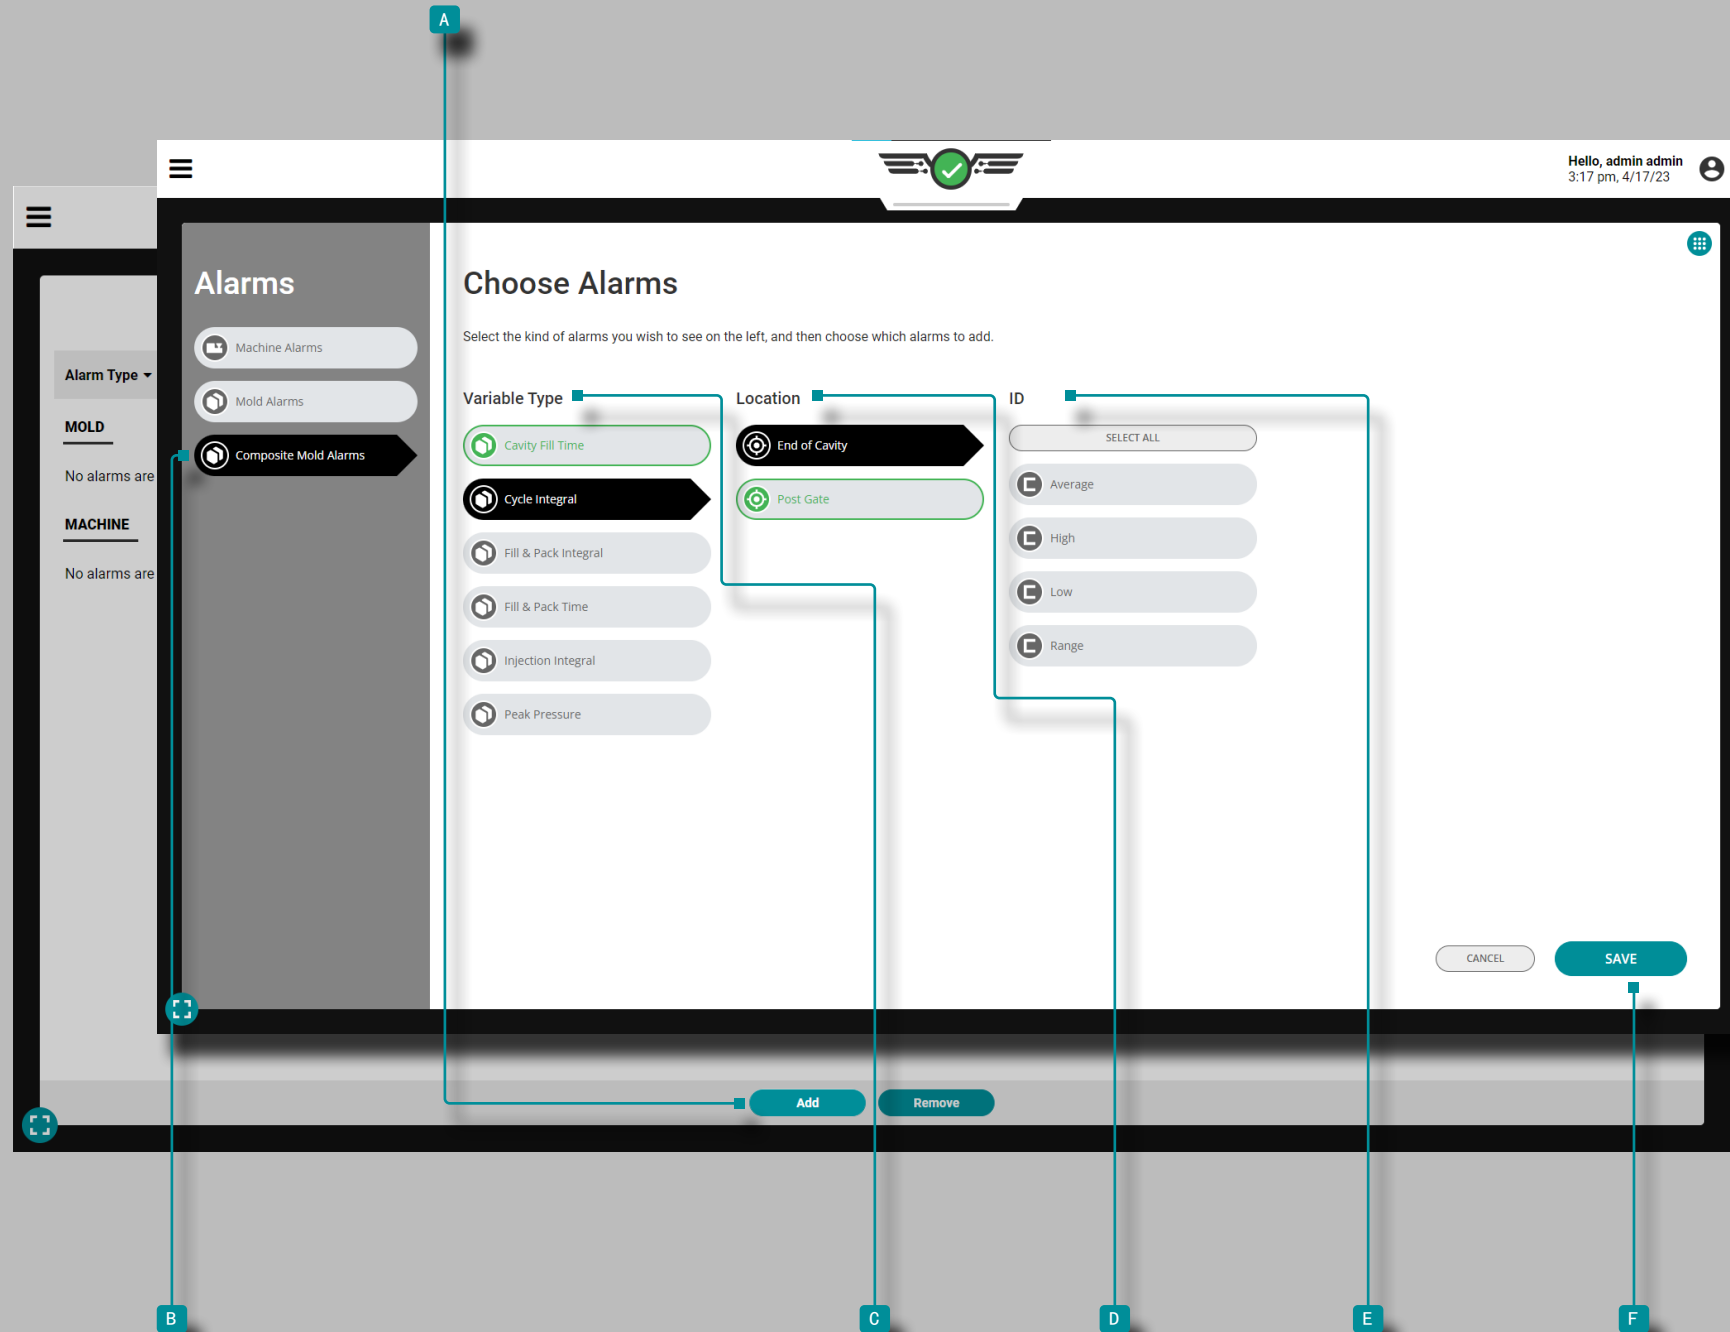 A
Hello, admin admin
3:17 pm, 4/17/23
Alarms
Machine Alarms
Mold Alarms
Composite Mold Alarms
Choose Alarms
Select the kind of alarms you wish to see on the left, and then choose which alarms to add.
Variable Type
Cavity Fill Time
Cycle Integral
Fill & Pack Integral
Fill & Pack Time
Injection Integral
Peak Pressure
Location
End of Cavity
Post Gate
ID
SELECT ALL
Average
High
Low
Range
CANCEL
SAVE
Alarm Type
MOLD
No alarms are
MACHINE
No alarms are
Add
Remove
B
C
D
E
F